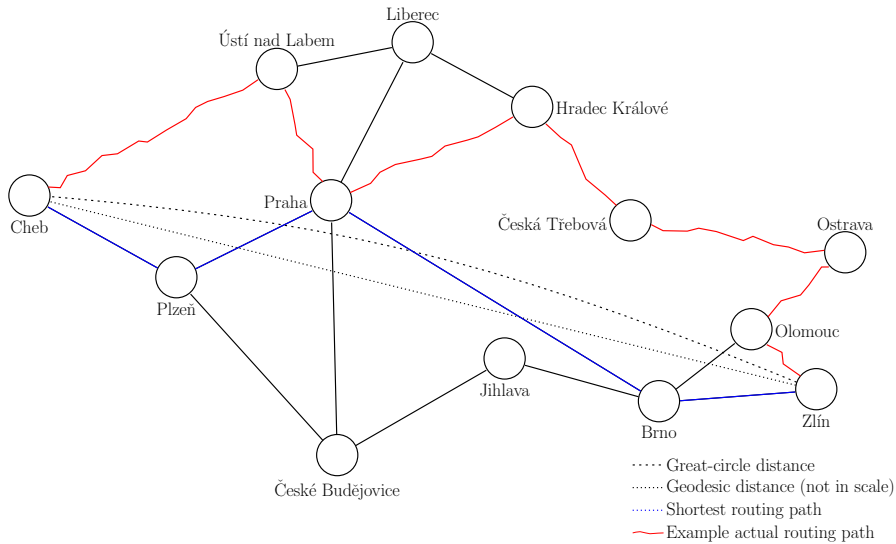 Liberec
Ústí nad Labem
Hradec Králové
Praha
Cheb
Česká Třebová
Ostrava
Plzeň
Olomouc
Jihlava
Zlín
Brno
České Budějovice
Great-circle distance
Geodesic distance (not in scale)
Shortest routing path
Example actual routing path